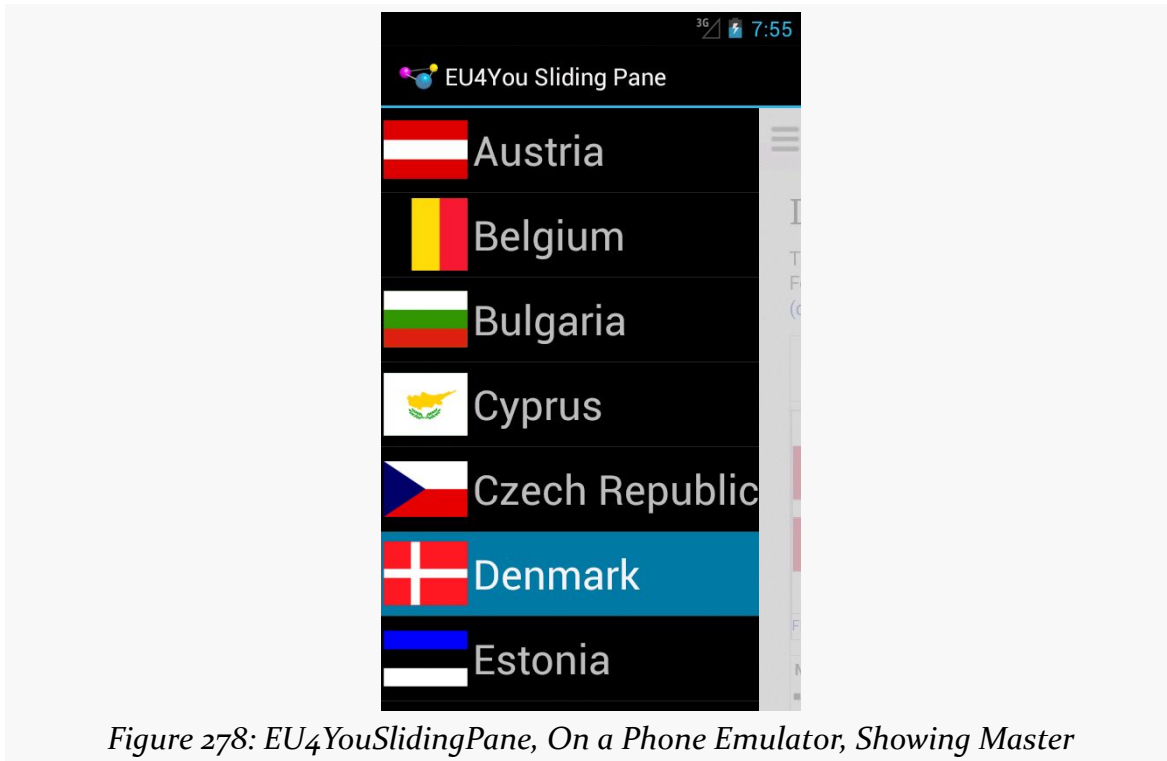 3G 7:55
EU4You Sliding Pane
Austria
Belgium
Bulgaria
Cyprus
Czech Republic
Denmark
Estonia
Figure 278: EU4YouSlidingPane, On a Phone Emulator, Showing Master